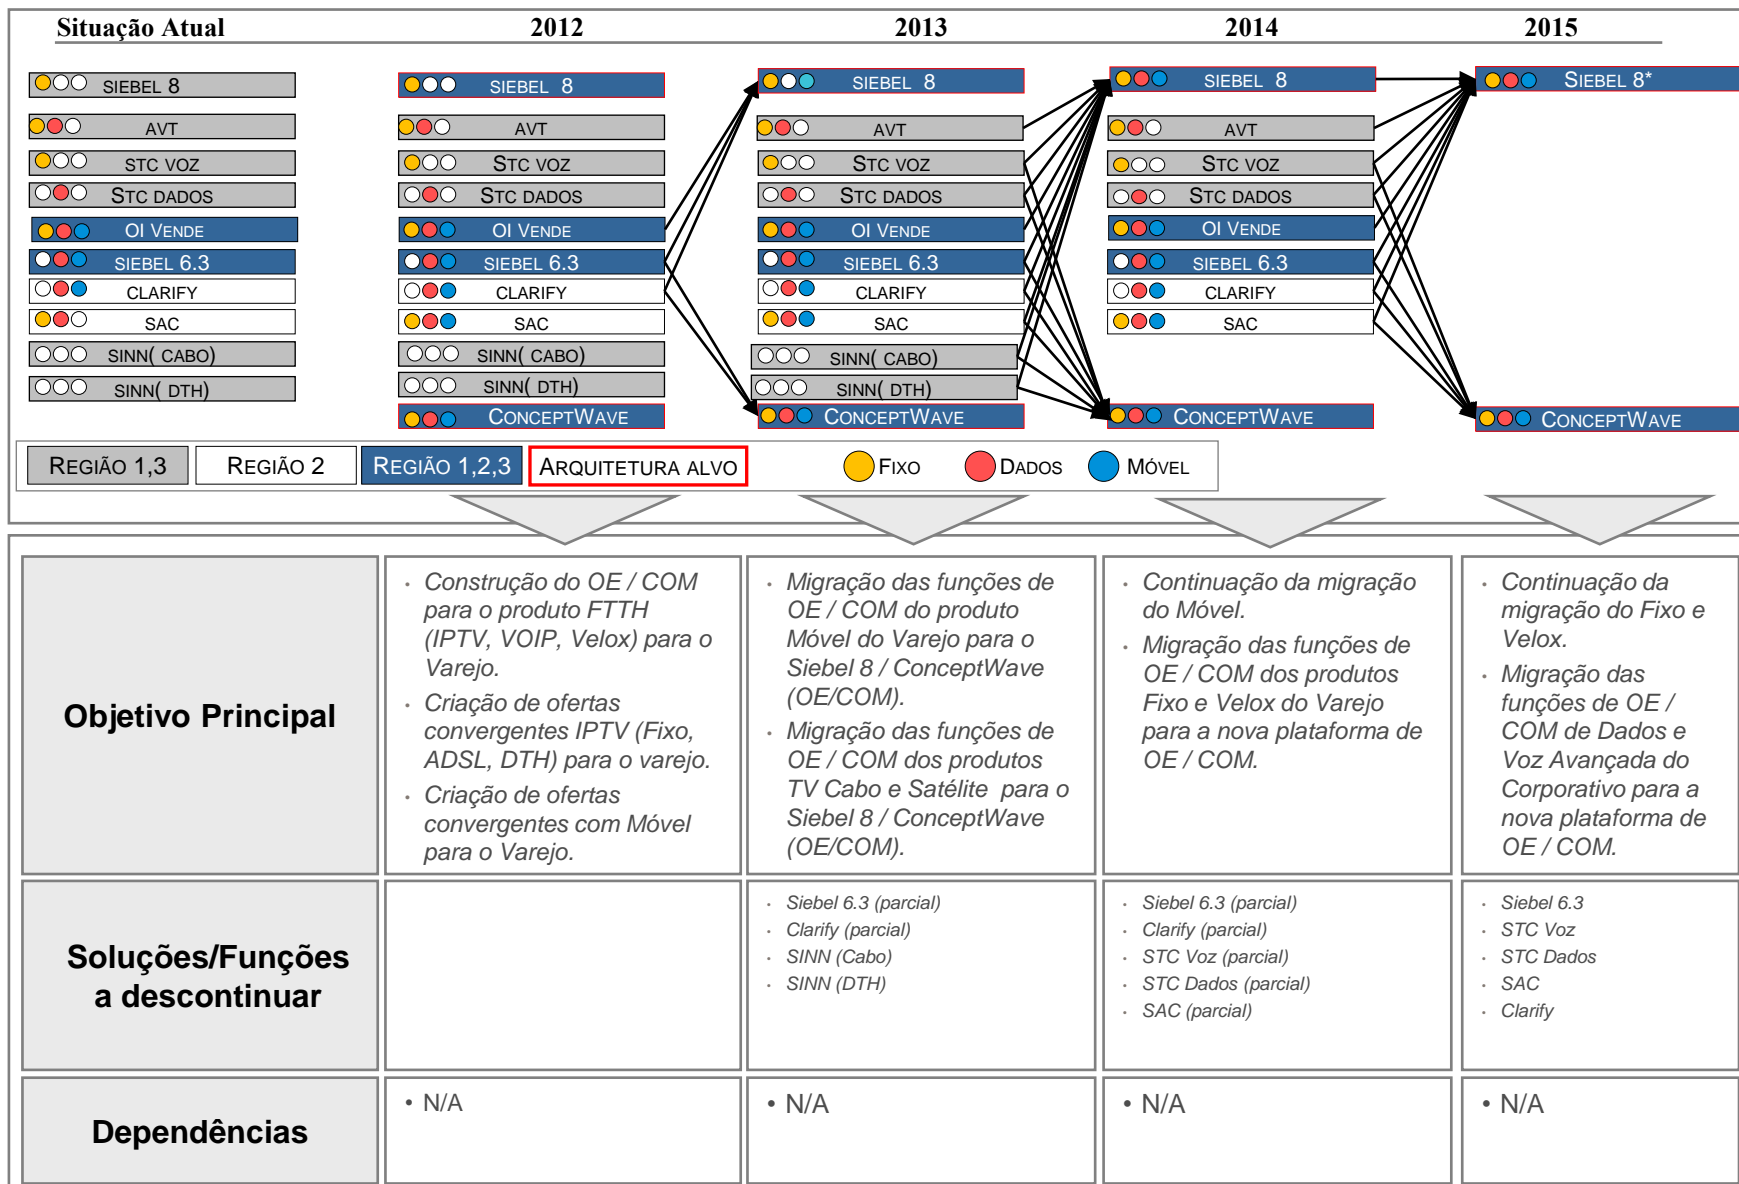 Situação Atual 2012 2013 2014 2015
SIEBEL 8 SIEBEL 8 SIEBEL 8 SIEBEL 8 SIEBEL 8*
AVT AVT AVT AVT
STC VOZ STC VOZ STC VOZ STC VOZ
STC DADOS STC DADOS STC DADOS STC DADOS
OI VENDE OI VENDE OI VENDE OI VENDE
SIEBEL 6.3 SIEBEL 6.3 SIEBEL 6.3 SIEBEL 6.3
CLARIFY CLARIFY CLARIFY CLARIFY
SAC SAC SAC SAC
SINN( CABO) SINN( CABO) SINN( CABO)
SINN( DTH) SINN( DTH) SINN( DTH)
CONCEPTWAVE CONCEPTWAVE CONCEPTWAVE CONCEPTWAVE
REGIÃO 1,3 REGIÃO 2 REGIÃO 1,2,3 ARQUITETURA ALVO FIXO DADOS MÓVEL
Objetivo Principal
• Construção do OE / COM
para o produto FTTH
(IPTV, VOIP, Velox) para o
Varejo.
• Criação de ofertas
convergentes IPTV (Fixo,
ADSL, DTH) para o varejo.
• Criação de ofertas
convergentes com Móvel
para o Varejo.
• Migração das funções de
OE / COM do produto
Móvel do Varejo para o
Siebel 8 / ConceptWave
(OE/COM).
• Migração das funções de
OE / COM dos produtos
TV Cabo e Satélite para o
Siebel 8 / ConceptWave
(OE/COM).
• Continuação da migração
do Móvel.
• Migração das funções de
OE / COM dos produtos
Fixo e Velox do Varejo
para a nova plataforma de
OE / COM.
• Continuação da
migração do Fixo e
Velox.
• Migração das
funções de OE /
COM de Dados e
Voz Avançada do
Corporativo para a
nova plataforma de
OE / COM.
Soluções/Funções
a descontinuar
• Siebel 6.3 (parcial)
• Clarify (parcial)
• SINN (Cabo)
• SINN (DTH)
• Siebel 6.3 (parcial)
• Clarify (parcial)
• STC Voz (parcial)
• STC Dados (parcial)
• SAC (parcial)
• Siebel 6.3
• STC Voz
• STC Dados
• SAC
• Clarify
Dependências
• N/A
• N/A
• N/A
• N/A